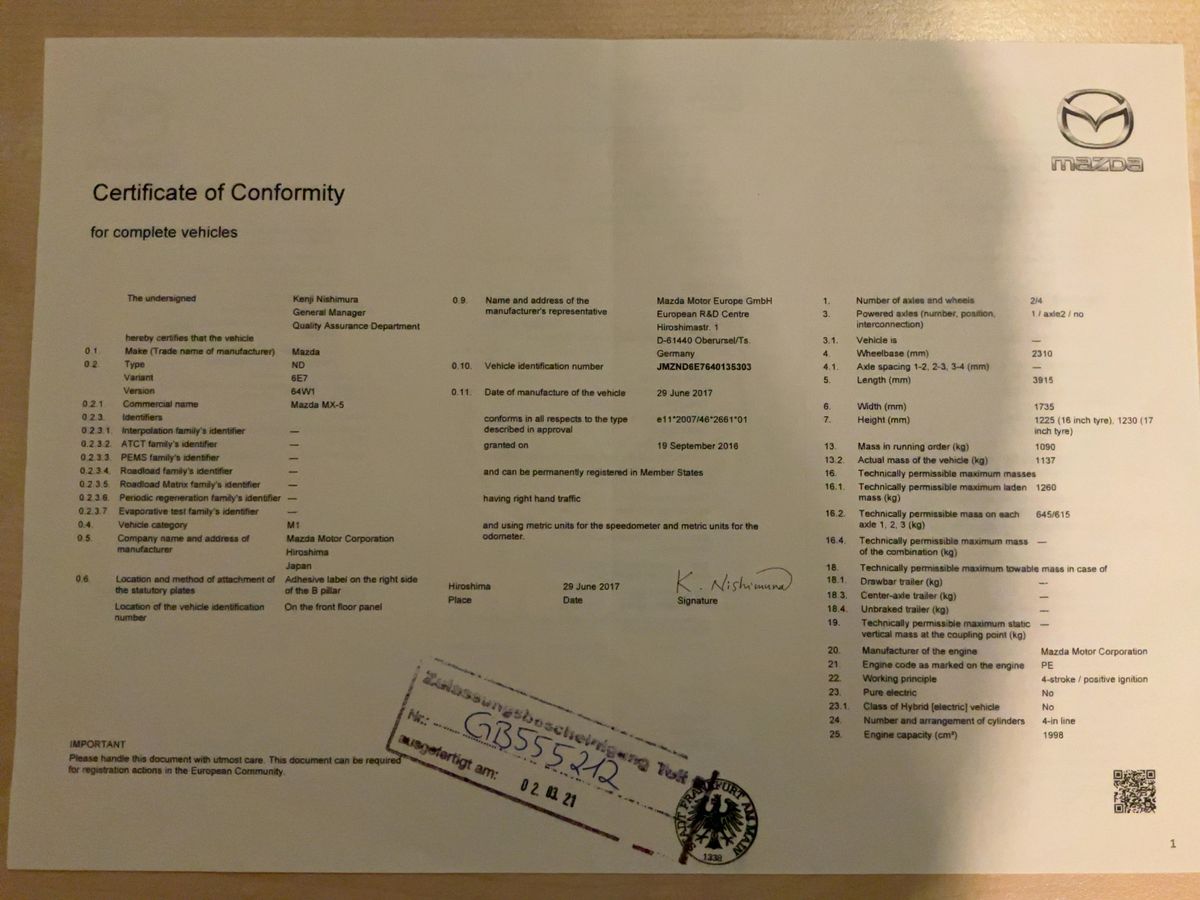 mazda
Certificate of Conformity
for complete vehicles
The undersigned Kenji Nishimura
General Manager
Quality Assurance Department
hereby certifies that the vehicle
0.1. Make (Trade name of manufacturer) Mazda
0.2. Type ND
Variant 6E7
Version 64W1
0.2.1. Commercial name Mazda MX-5
0.2.3. Identifiers
0.2.3.1. Interpolation family's identifier —
0.2.3.2. ATCT family's identifier —
0.2.3.3. PEMS family's identifier —
0.2.3.4. Roadload family's identifier —
0.2.3.5. Roadload Matrix family's identifier —
0.2.3.6. Periodic regeneration family's identifier —
0.2.3.7. Evaporative test family's identifier —
0.4. Vehicle category M1
0.5. Company name and address of Mazda Motor Corporation
manufacturer Hiroshima
Japan
0.6. Location and method of attachment of Adhesive label on the right side
the statutory plates of the B pillar
Location of the vehicle identification On the front floor panel
number
0.9. Name and address of the Mazda Motor Europe GmbH
manufacturer's representative European R&D Centre
Hiroshimastr. 1
D-61440 Oberursel/Ts.
Germany
0.10. Vehicle identification number JMZND6E7640135303
0.11. Date of manufacture of the vehicle 29 June 2017
conforms in all respects to the type e11*2007/46*2661*01
described in approval
granted on 19 September 2016
and can be permanently registered in Member States
having right hand traffic
and using metric units for the speedometer and metric units for the
odometer.
Hiroshima 29 June 2017 K. Nishimura
Place Date Signature
1. Number of axles and wheels 2/4
3. Powered axles (number, position, 1 / axle2 / no
interconnection)
3.1. Vehicle is —
4. Wheelbase (mm) 2310
4.1. Axle spacing 1-2, 2-3, 3-4 (mm) —
5. Length (mm) 3915
6. Width (mm) 1735
7. Height (mm) 1225 (16 inch tyre), 1230 (17
inch tyre)
13. Mass in running order (kg) 1090
13.2. Actual mass of the vehicle (kg) 1137
16. Technically permissible maximum masses
16.1. Technically permissible maximum laden 1260
mass (kg)
16.2. Technically permissible mass on each 645/615
axle 1, 2, 3 (kg)
16.4. Technically permissible maximum mass —
of the combination (kg)
18. Technically permissible maximum towable mass in case of
18.1. Drawbar trailer (kg) —
18.3. Center-axle trailer (kg) —
18.4. Unbraked trailer (kg) —
19. Technically permissible maximum static —
vertical mass at the coupling point (kg)
20. Manufacturer of the engine Mazda Motor Corporation
21. Engine code as marked on the engine PE
22. Working principle 4-stroke / positive ignition
23. Pure electric No
23.1. Class of Hybrid [electric] vehicle No
24. Number and arrangement of cylinders 4-in line
25. Engine capacity (cm³) 1998
IMPORTANT
Please handle this document with utmost care. This document can be required
for registration actions in the European Community.
Zulassungsbescheinigung Teil
Nr.: GB555212
ausgefertigt am: 02. 03. 21
STADT FRANKFURT AM MAIN
1338
1